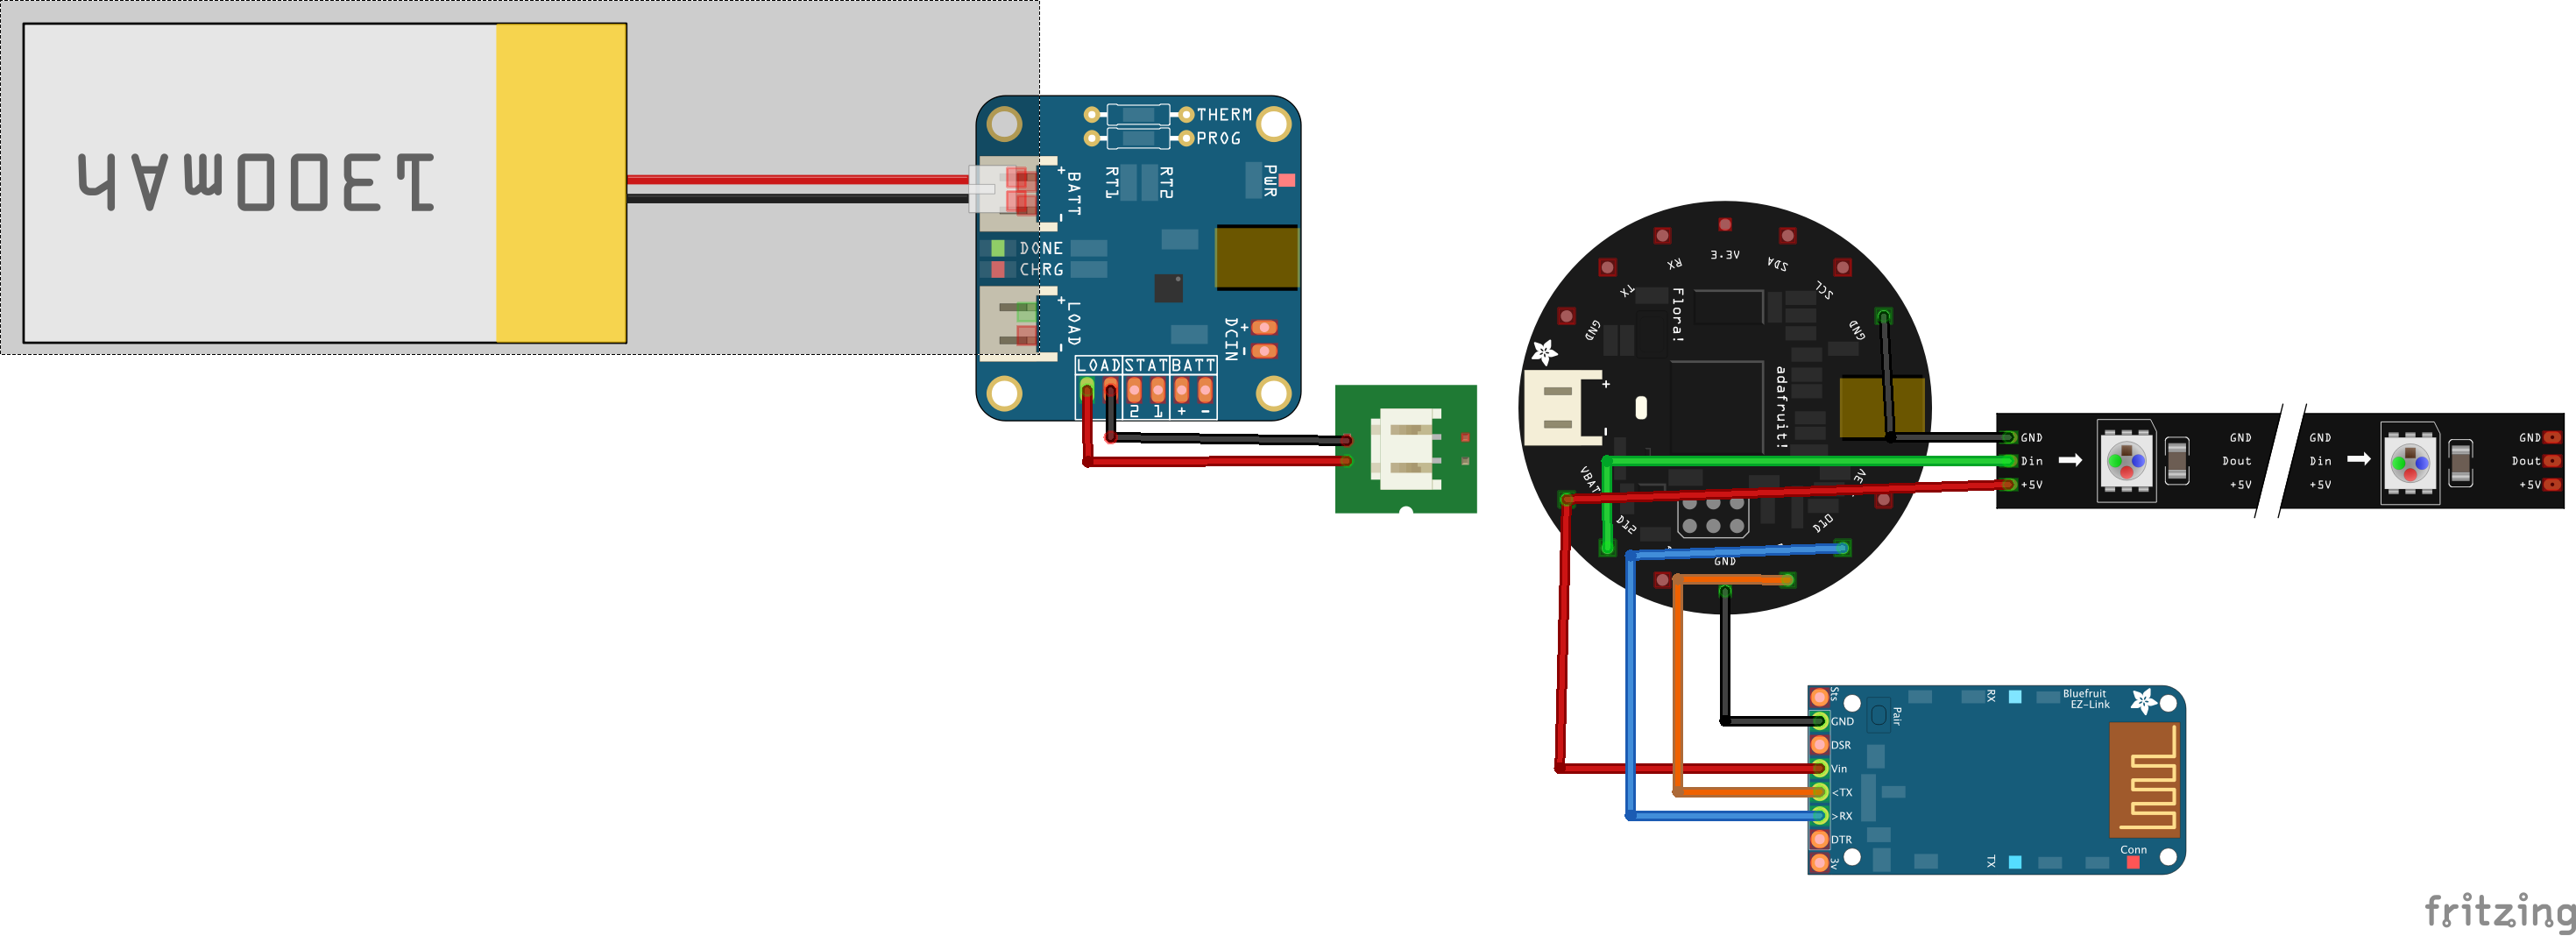 1300mAh
THERM
PROG
RT1
RT2
PWR
+
BATT
-
DONE
CHRG
+
LOAD
-
DCIN
+
-
LOAD
STAT
BATT
2
1
+
-
3.3V
RX
SDA
TX
SCL
GND
GND
Flora!
adafruit!
+
-
VBAT
D12
D10
GND
GND
Din
+5V
GND
Dout
+5V
GND
Din
+5V
GND
Dout
+5V
Sts
GND
DSR
Vin
<TX
>RX
DTR
3v
Pair
RX
Bluefruit
EZ-Link
TX
Conn
fritzing